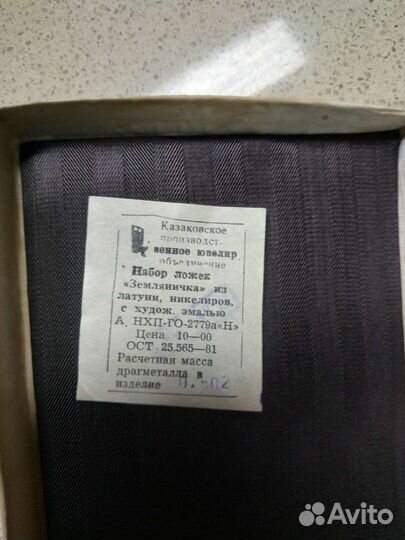 Казаковское
производст-
венное ювелир.
объединение
Набор ложек
«Земляничка» из
латуни, никелиров.
с худож. эмалью
А. НХП-ГО-2779а«Н»
Цена 10—00
ОСТ 25.565—81
Расчетная масса
драгметалла в
изделие
Avito